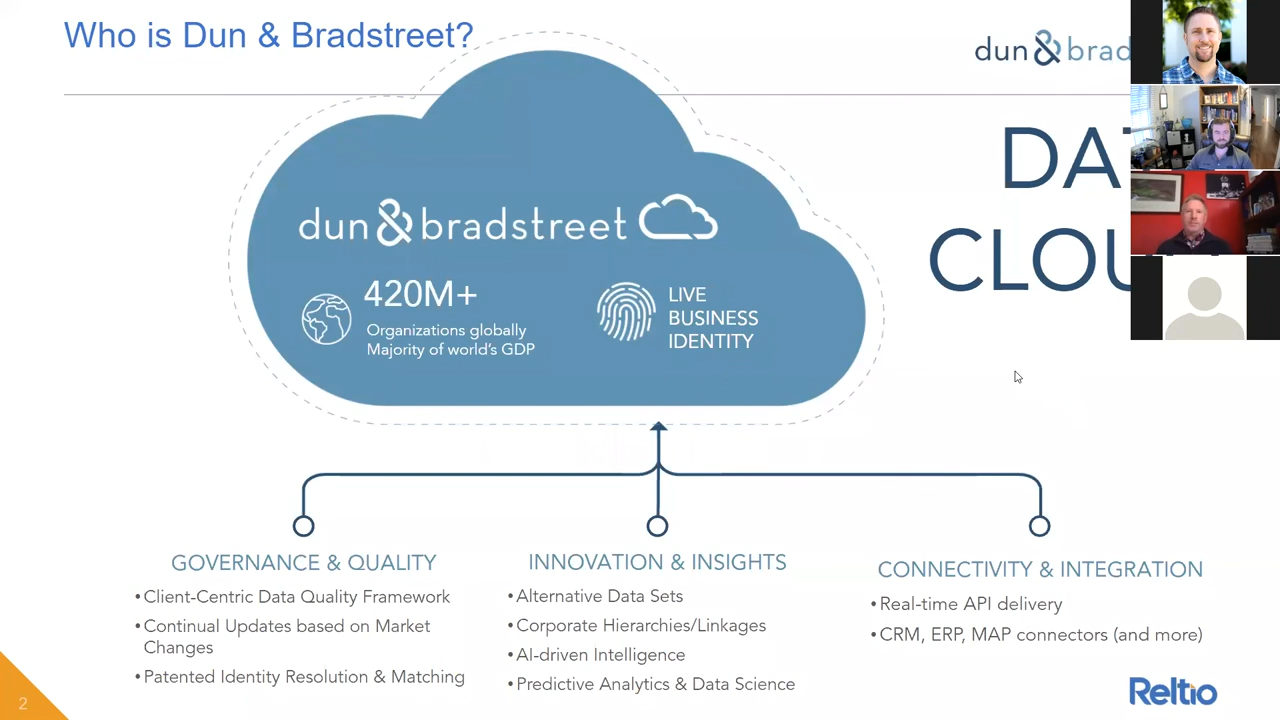 Who is Dun & Bradstreet?
dun & brad
DA
CLOU
dun & bradstreet
420M+
Organizations globally
Majority of world's GDP
LIVE
BUSINESS
IDENTITY
GOVERNANCE & QUALITY
•Client-Centric Data Quality Framework
•Continual Updates based on Market
Changes
•Patented Identity Resolution & Matching
INNOVATION & INSIGHTS
•Alternative Data Sets
•Corporate Hierarchies/Linkages
•AI-driven Intelligence
•Predictive Analytics & Data Science
CONNECTIVITY & INTEGRATION
•Real-time API delivery
•CRM, ERP, MAP connectors (and more)
2
Reltio